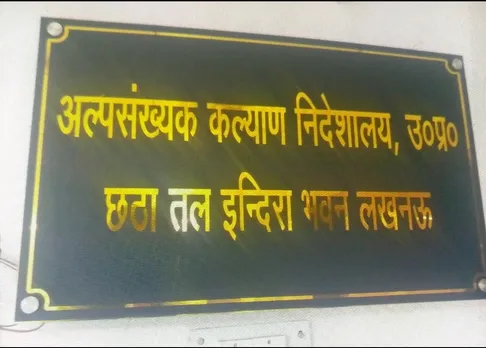 अल्पसंख्यक कल्याण निदेशालय, उ०प्र०
छठा तल इन्दिरा भवन लखनऊ